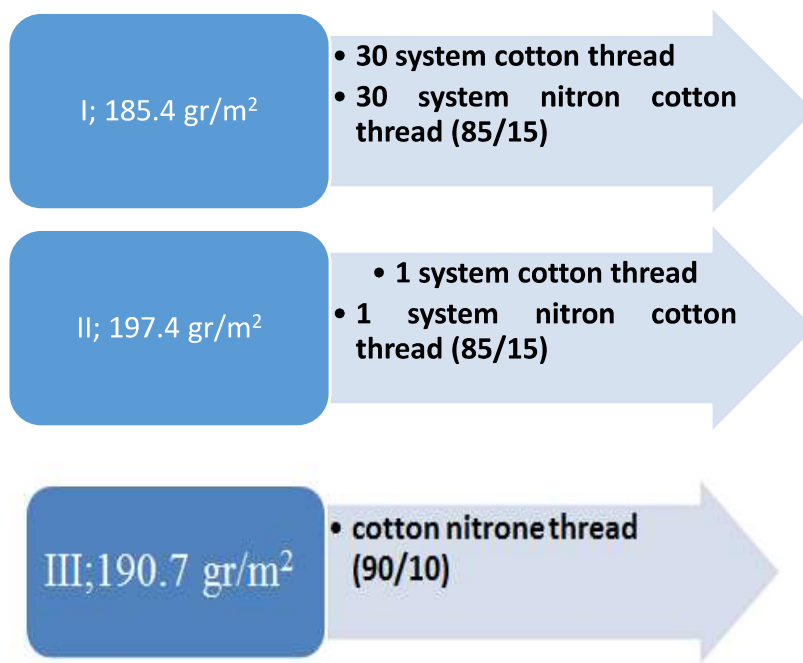 I; 185.4 gr/m²
• 30 system cotton thread
• 30 system nitron cotton
thread (85/15)
II; 197.4 gr/m²
• 1 system cotton thread
• 1 system nitron cotton
thread (85/15)
III;190.7 gr/m²
• cotton nitrone thread
(90/10)